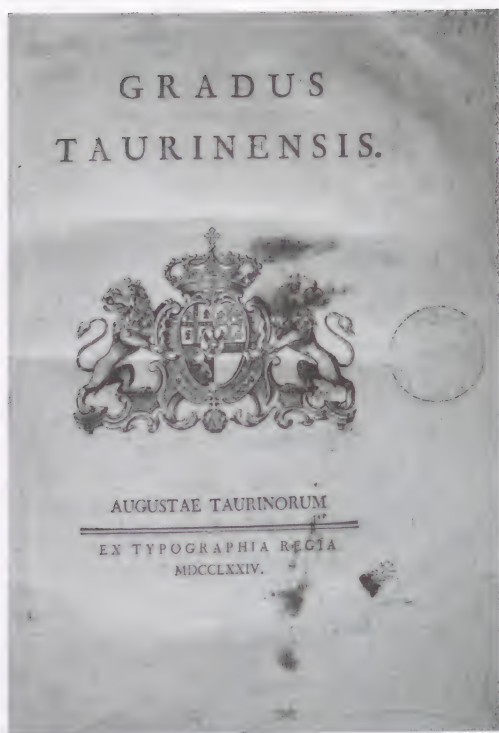 GRADUS
TAURINENSIS.
AUGUSTAE TAURINORUM
EX TYPOGRAPHIA REGIA
MDCCLXXIV.